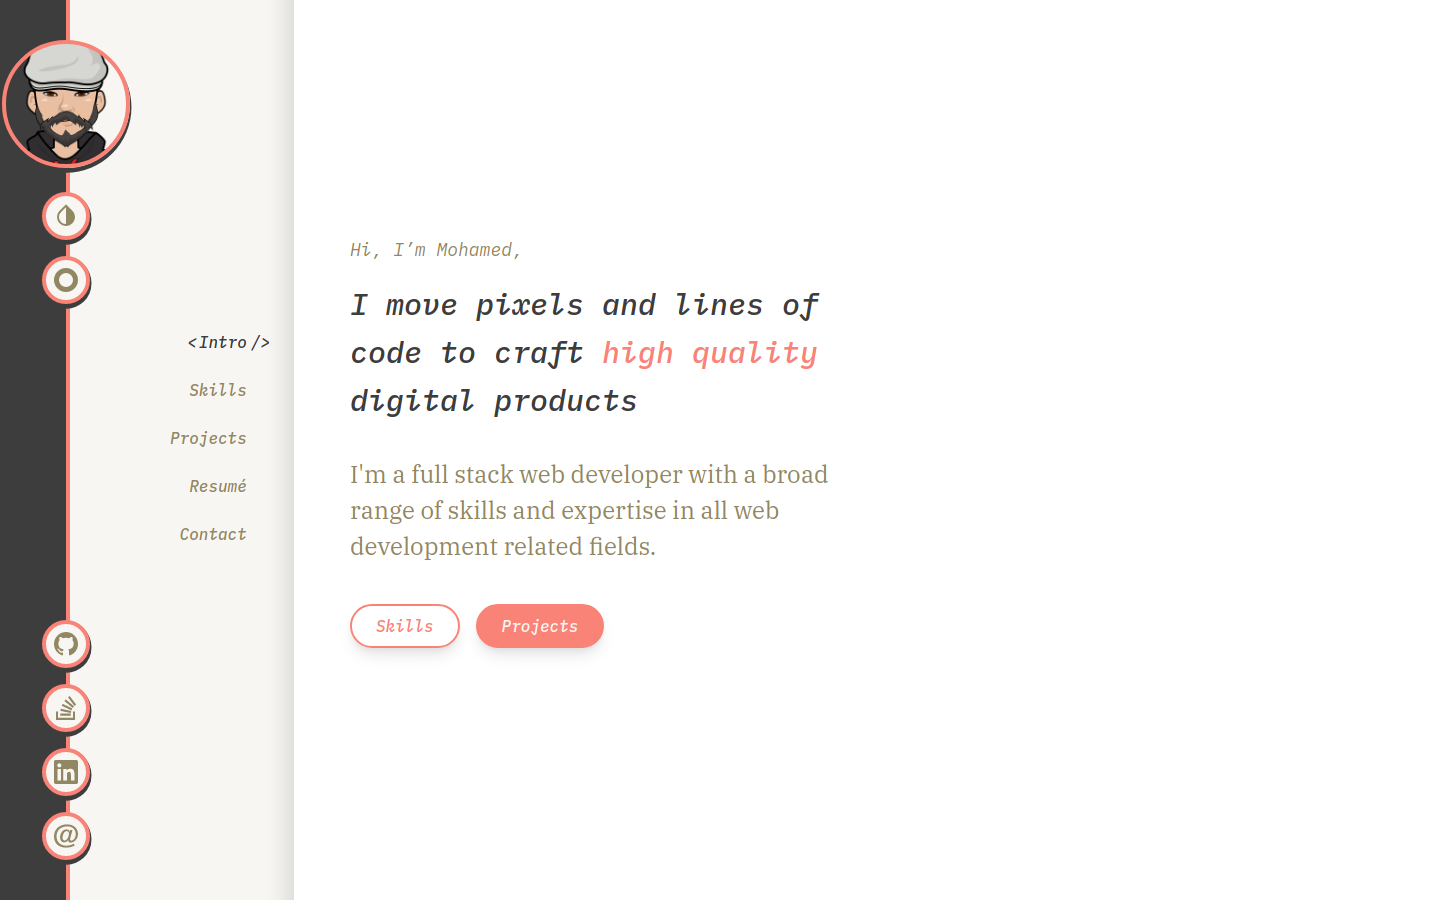 <Intro />
Skills
Projects
Resumé
Contact
Hi, I’m Mohamed,
I move pixels and lines of
code to craft high quality
digital products
I'm a full stack web developer with a broad
range of skills and expertise in all web
development related fields.
Skills
Projects
in
@